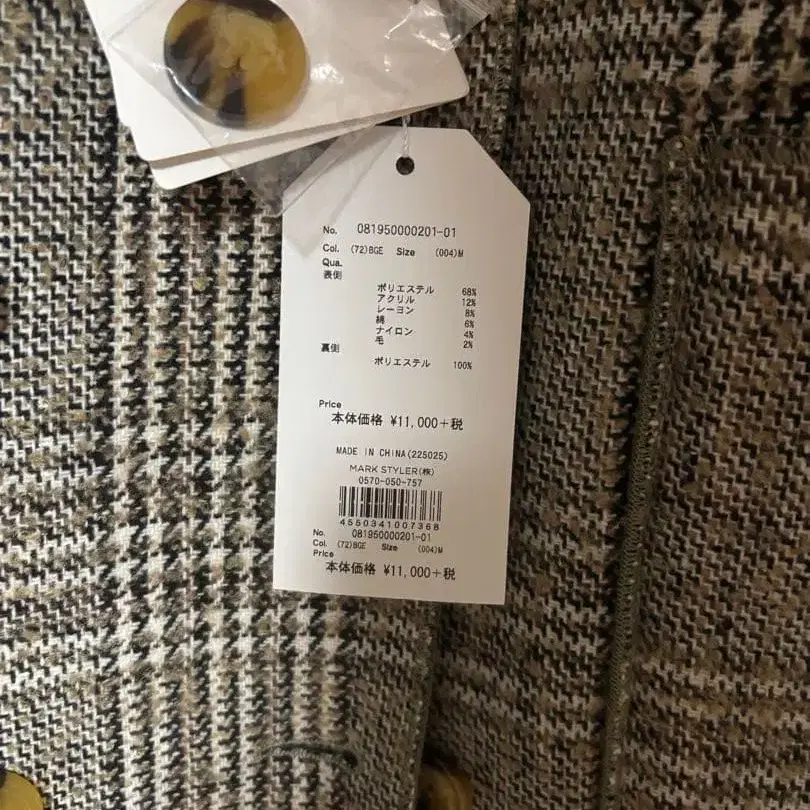 No. 081950000201-01
Col. (72)BGE Size (004)M
Qua.
表側
ポリエステル 68%
アクリル 12%
レーヨン 8%
綿 6%
ナイロン 4%
毛 2%
裏側
ポリエステル 100%
Price
本体価格 ¥11,000+税
MADE IN CHINA(225025)
MARK STYLER(株)
0570-050-757
4550341007368
No. 081950000201-01
Col. (72)BGE Size (004)M
Price
本体価格 ¥11,000+税